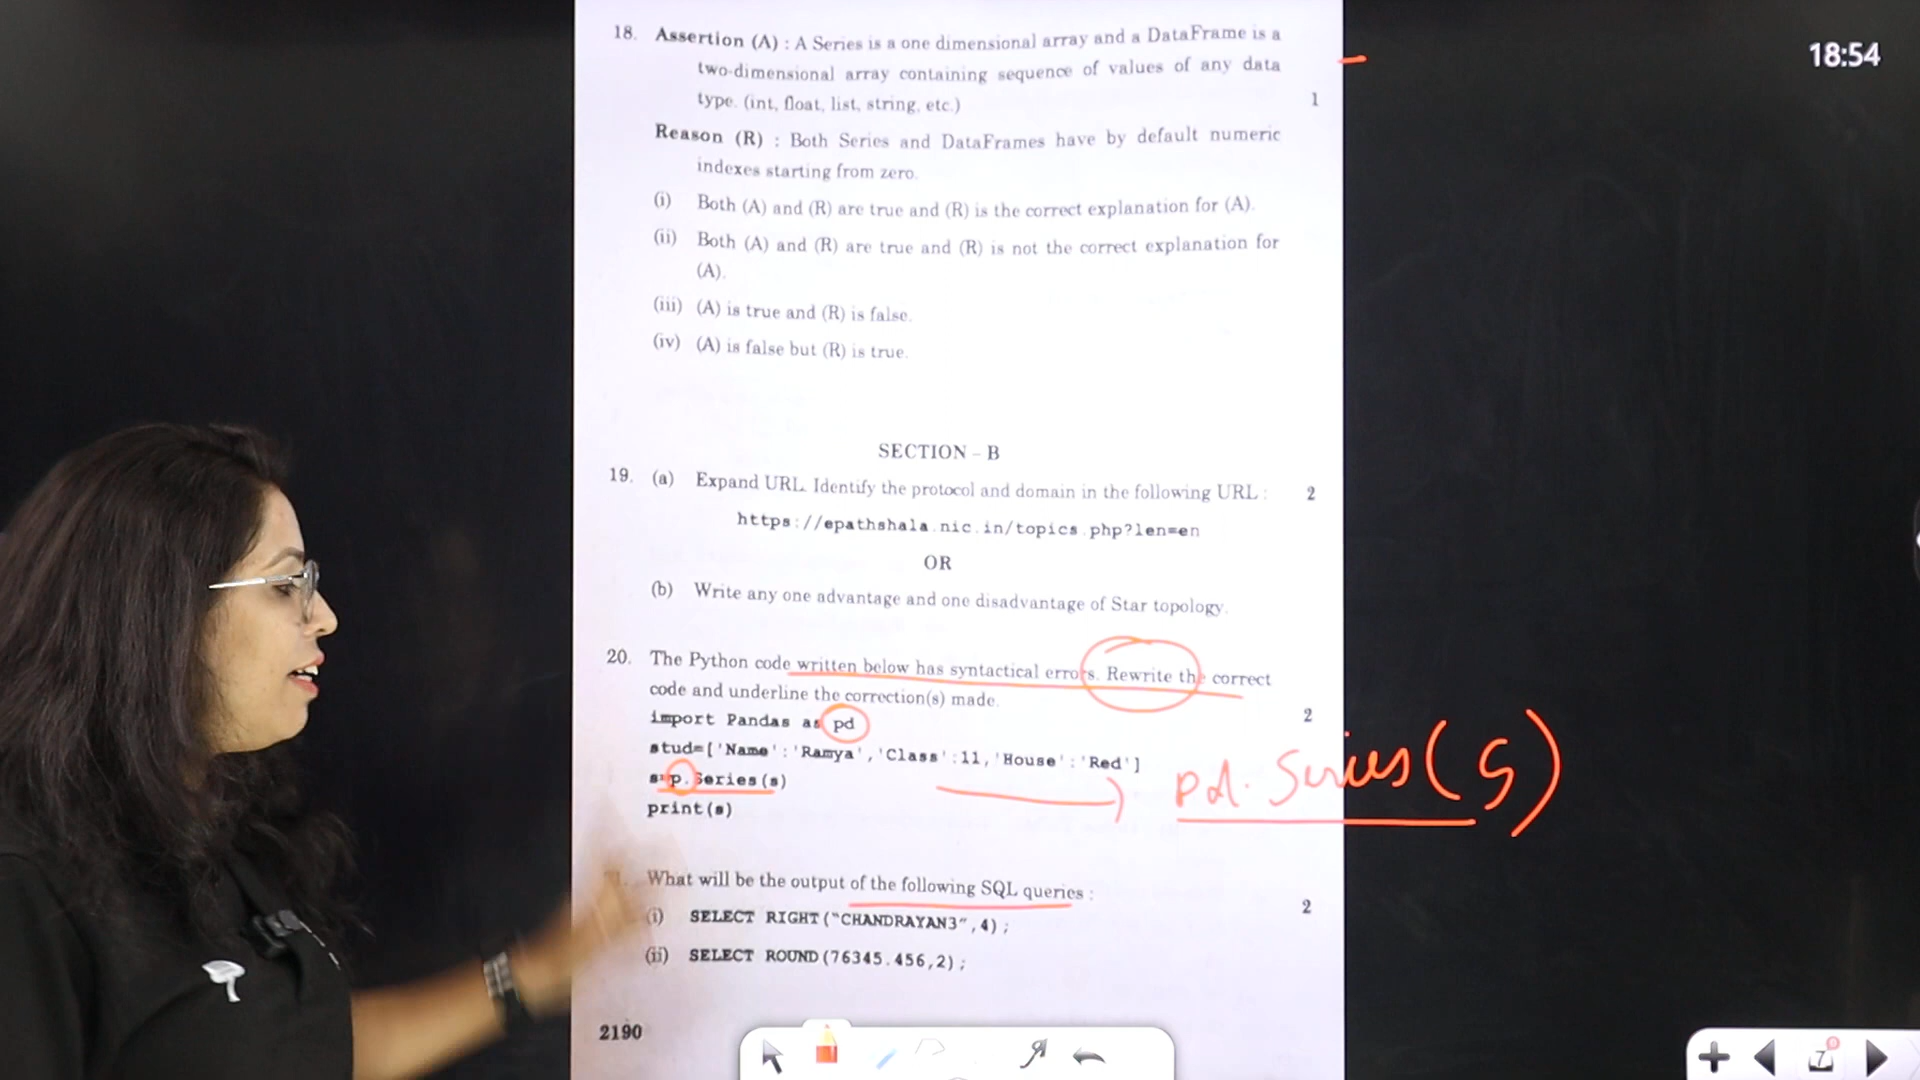 18:54
18. Assertion (A) : A Series is a one dimensional array and a DataFrame is a
two-dimensional array containing sequence of values of any data
type. (int, float, list, string, etc.) 1
Reason (R) : Both Series and DataFrames have by default numeric
indexes starting from zero.
(i) Both (A) and (R) are true and (R) is the correct explanation for (A).
(ii) Both (A) and (R) are true and (R) is not the correct explanation for
(A).
(iii) (A) is true and (R) is false.
(iv) (A) is false but (R) is true.
SECTION – B
19. (a) Expand URL. Identify the protocol and domain in the following URL : 2
https://epathshala.nic.in/topics.php?len=en
OR
(b) Write any one advantage and one disadvantage of Star topology.
20. The Python code written below has syntactical errors. Rewrite the correct
code and underline the correction(s) made. 2
import Pandas as pd
stud=['Name':'Ramya','Class':11,'House':'Red']
s=p.Series(s)
pd. Series(S)
print(s)
What will be the output of the following SQL queries : 2
(i) SELECT RIGHT("CHANDRAYAN3",4);
(ii) SELECT ROUND(76345.456,2);
2190
7